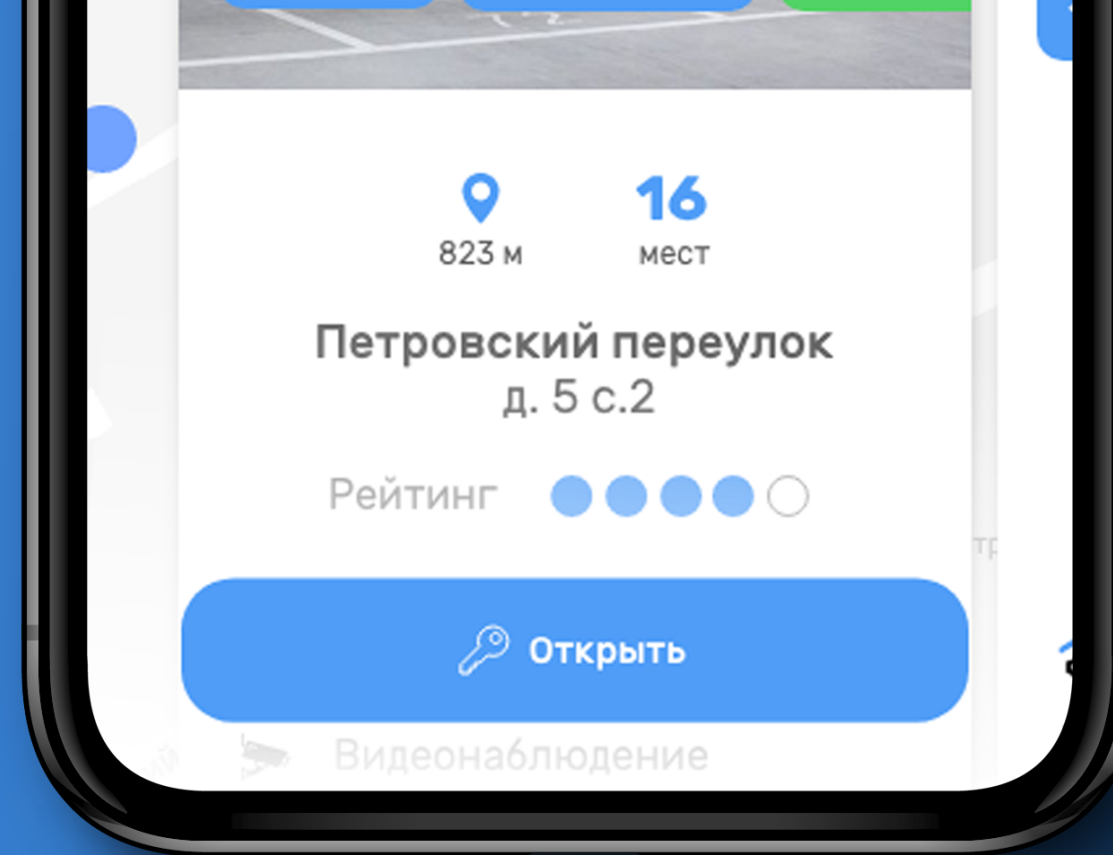 16
823 м
мест
Петровский переулок
д. 5 с.2
Рейтинг
Открыть
Видеонаблюдение